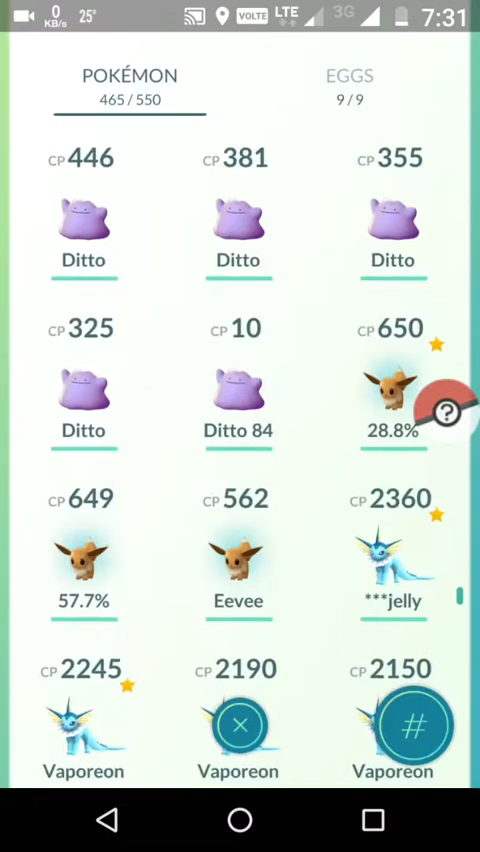 0 KB/s 25° VOLTE LTE 3G 7:31
POKÉMON EGGS
465 / 550 9 / 9
CP 446 CP 381 CP 355
Ditto Ditto Ditto
CP 325 CP 10 CP 650
Ditto Ditto 84 28.8%
CP 649 CP 562 CP 2360
57.7% Eevee ***jelly
CP 2245 CP 2190 CP 2150
#
Vaporeon Vaporeon Vaporeon